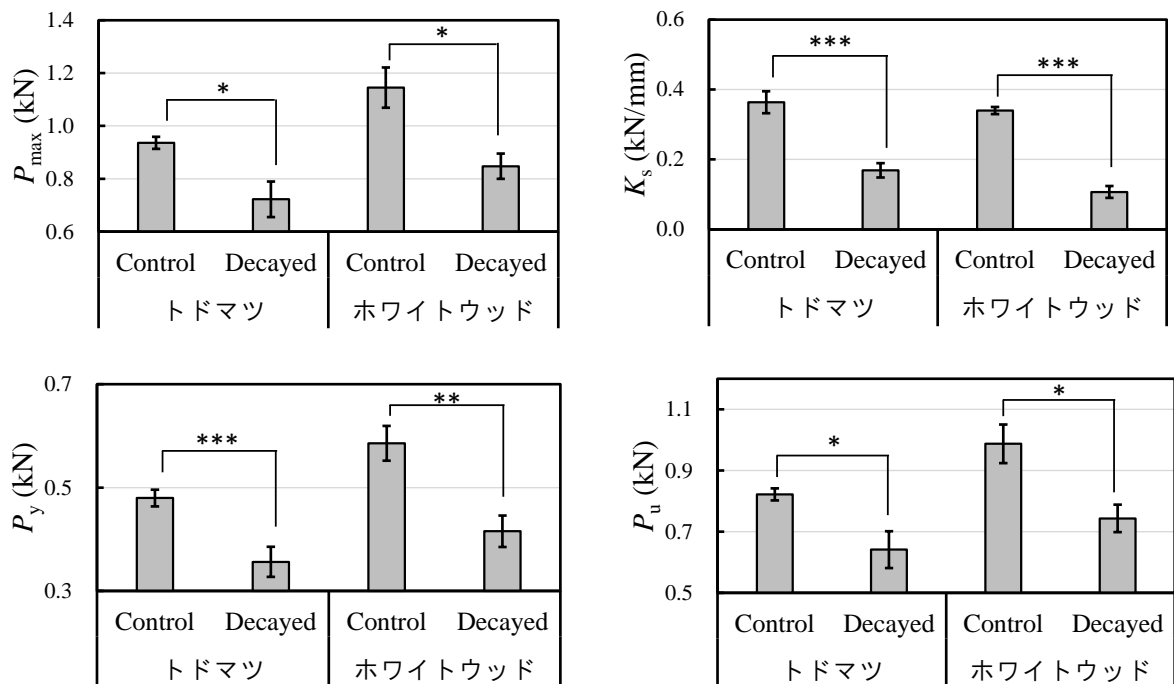 P_max (kN)
1.4
1.2
1.0
0.8
0.6
*
*
Control Decayed Control Decayed
トドマツ ホワイトウッド
K_s (kN/mm)
0.6
0.4
0.2
0.0
***
***
Control Decayed Control Decayed
トドマツ ホワイトウッド
P_y (kN)
0.7
0.5
0.3
***
**
Control Decayed Control Decayed
トドマツ ホワイトウッド
P_u (kN)
1.1
0.9
0.7
0.5
*
*
Control Decayed Control Decayed
トドマツ ホワイトウッド